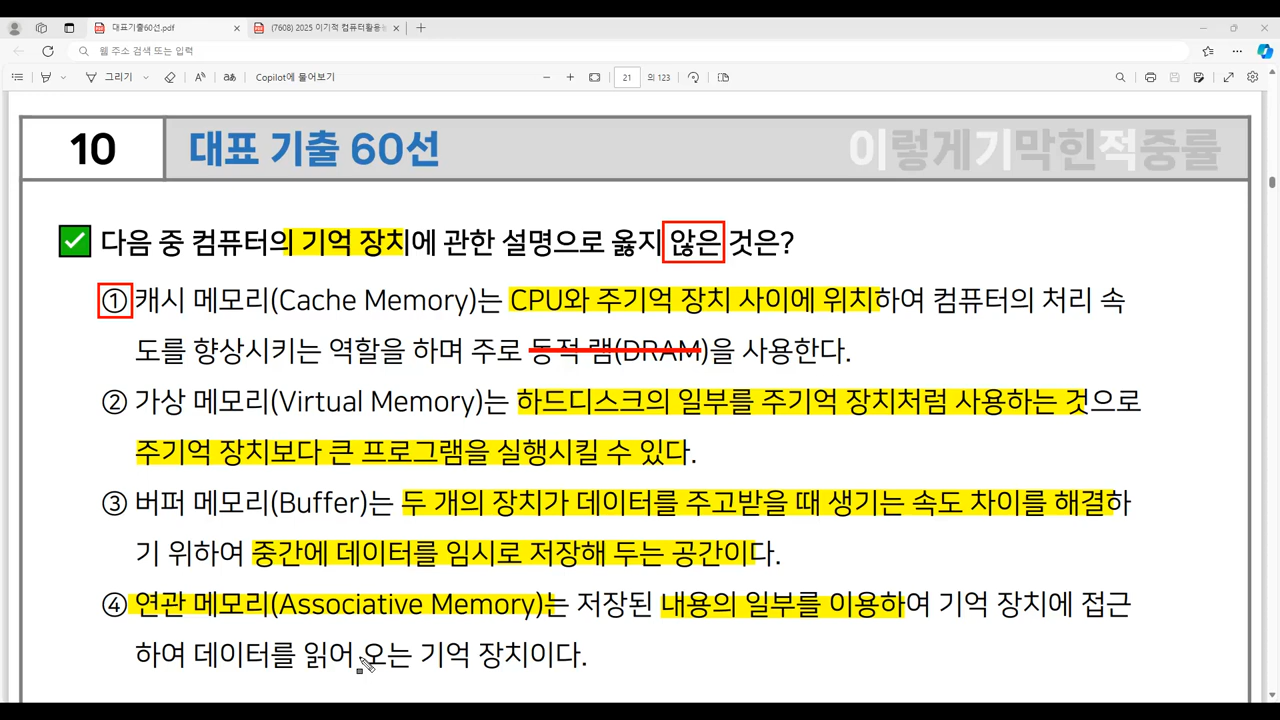 대표기출60선.pdf
(7608) 2025 이기적 컴퓨터활용능
웹 주소 검색 또는 입력
그리기
Copilot에 물어보기
21 의 123
10 대표 기출 60선 이렇게기막힌적중률
다음 중 컴퓨터의 기억 장치에 관한 설명으로 옳지 않은 것은?
① 캐시 메모리(Cache Memory)는 CPU와 주기억 장치 사이에 위치하여 컴퓨터의 처리 속
도를 향상시키는 역할을 하며 주로 동적 램(DRAM)을 사용한다.
② 가상 메모리(Virtual Memory)는 하드디스크의 일부를 주기억 장치처럼 사용하는 것으로
주기억 장치보다 큰 프로그램을 실행시킬 수 있다.
③ 버퍼 메모리(Buffer)는 두 개의 장치가 데이터를 주고받을 때 생기는 속도 차이를 해결하
기 위하여 중간에 데이터를 임시로 저장해 두는 공간이다.
④ 연관 메모리(Associative Memory)는 저장된 내용의 일부를 이용하여 기억 장치에 접근
하여 데이터를 읽어 오는 기억 장치이다.